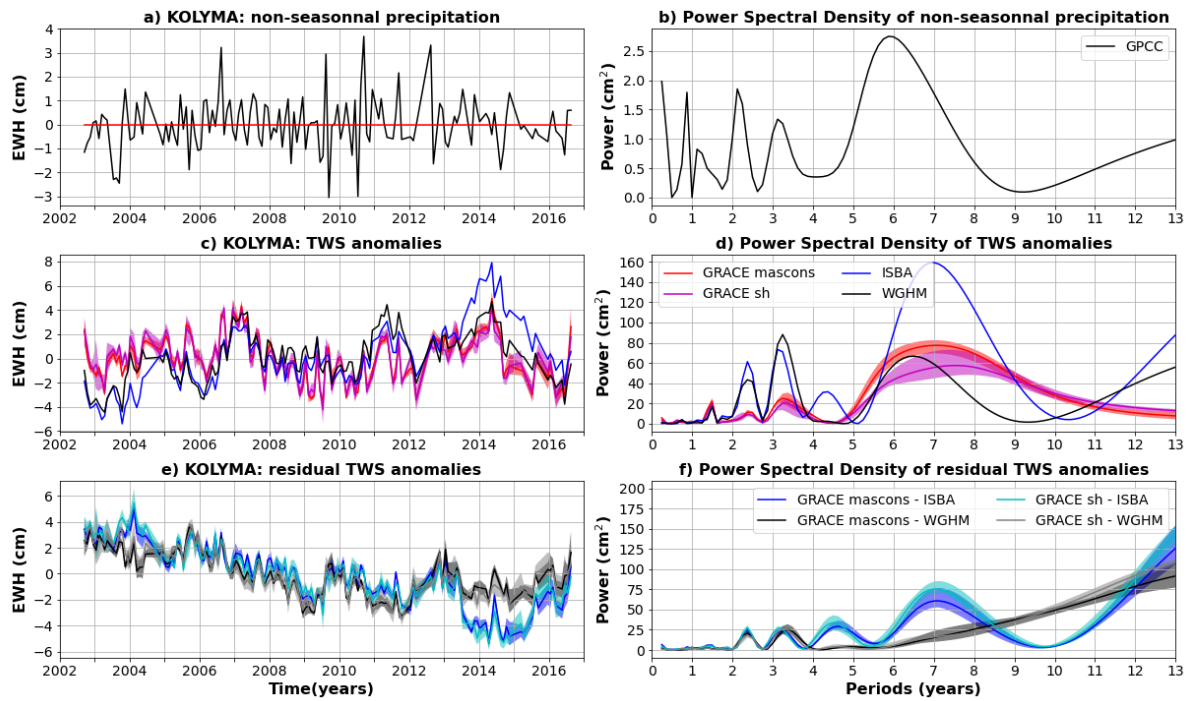 a) KOLYMA: non-seasonnal precipitation
EWH (cm)
4
3
2
1
0
−1
−2
−3
2002 2004 2006 2008 2010 2012 2014 2016
b) Power Spectral Density of non-seasonnal precipitation
Power (cm²)
2.5
2.0
1.5
1.0
0.5
0.0
GPCC
0 1 2 3 4 5 6 7 8 9 10 11 12 13
c) KOLYMA: TWS anomalies
EWH (cm)
8
6
4
2
0
−2
−4
−6
2002 2004 2006 2008 2010 2012 2014 2016
d) Power Spectral Density of TWS anomalies
Power (cm²)
160
140
120
100
80
60
40
20
0
GRACE mascons ISBA
GRACE sh WGHM
0 1 2 3 4 5 6 7 8 9 10 11 12 13
e) KOLYMA: residual TWS anomalies
EWH (cm)
6
4
2
0
−2
−4
−6
2002 2004 2006 2008 2010 2012 2014 2016
Time(years)
f) Power Spectral Density of residual TWS anomalies
Power (cm²)
200
175
150
125
100
75
50
25
0
GRACE mascons - ISBA GRACE sh - ISBA
GRACE mascons - WGHM GRACE sh - WGHM
0 1 2 3 4 5 6 7 8 9 10 11 12 13
Periods (years)